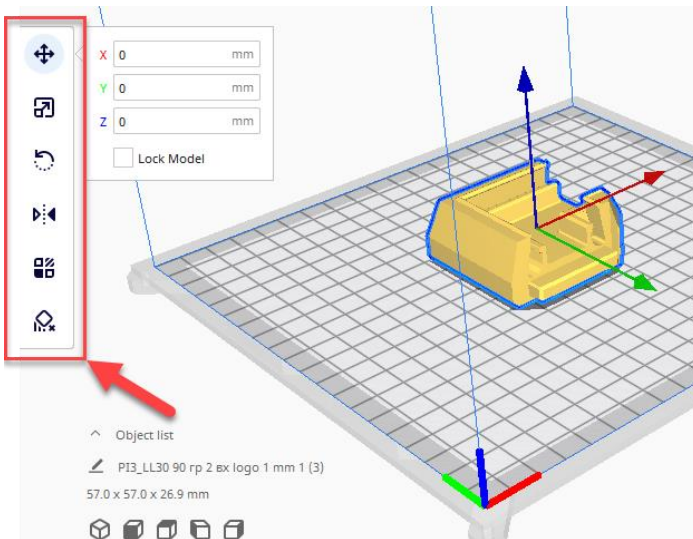 X 0 mm
Y 0 mm
Z 0 mm
Lock Model
Object list
PI3_LL30 90 гр 2 вх logo 1 mm 1 (3)
57.0 x 57.0 x 26.9 mm